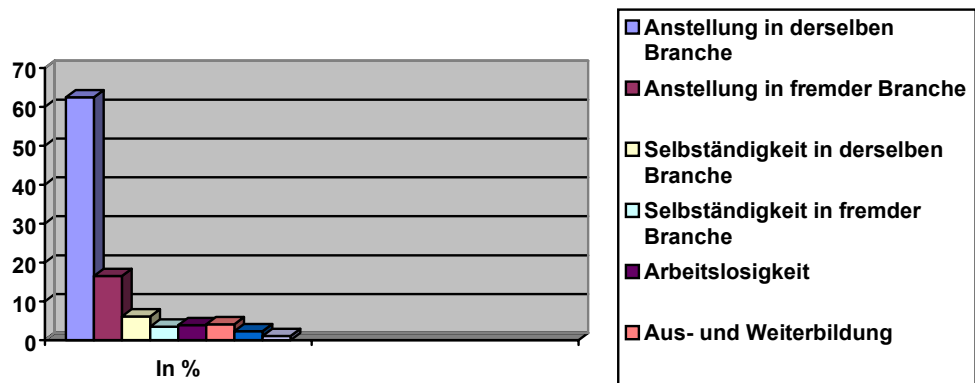 70
60
50
40
30
20
10
0
In %
Anstellung in derselben
Branche
Anstellung in fremder Branche
Selbständigkeit in derselben
Branche
Selbständigkeit in fremder
Branche
Arbeitslosigkeit
Aus- und Weiterbildung